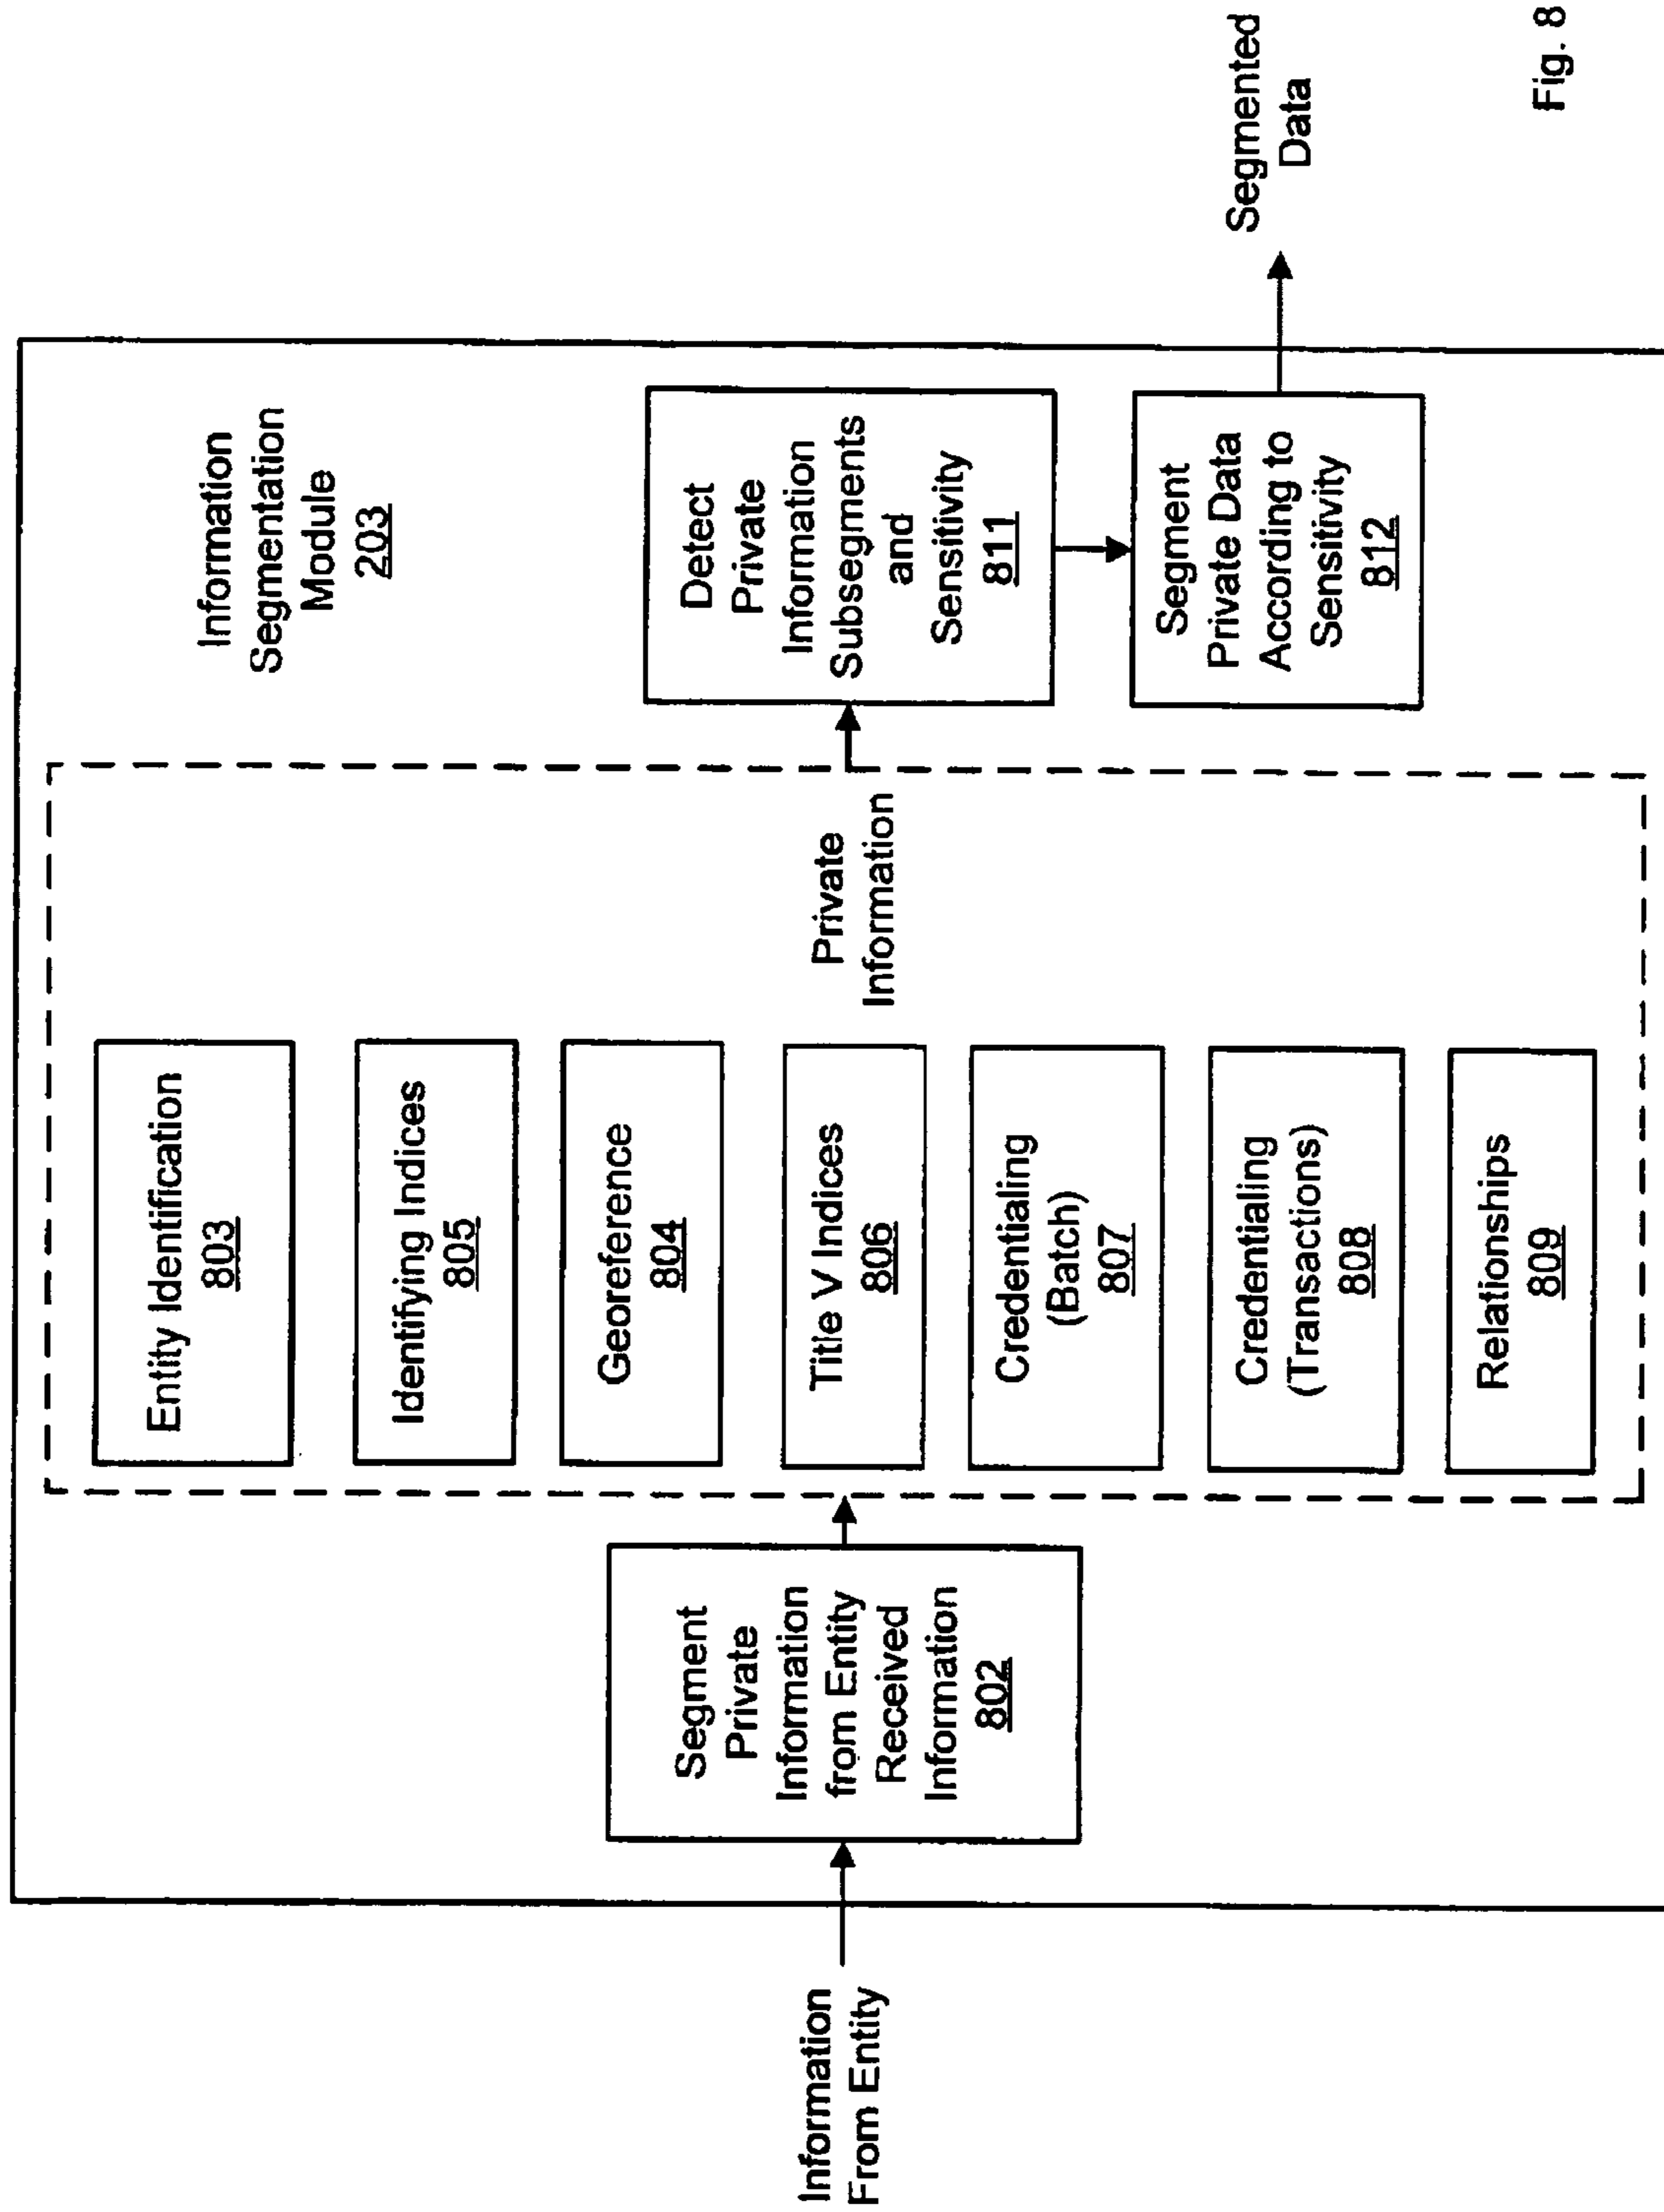 Information
From Entity
Segment
Private
Information
from Entity
Received
Information
802
Entity Identification
803
Identifying Indices
805
Georeference
804
Title V Indices
806
Credentialing
(Batch)
807
Credentialing
(Transactions)
808
Relationships
809
Private
Information
Information
Segmentation
Module
203
Detect
Private
Information
Subsegments
and
Sensitivity
811
Segment
Private Data
According to
Sensitivity
812
Segmented
Data
Fig. 8